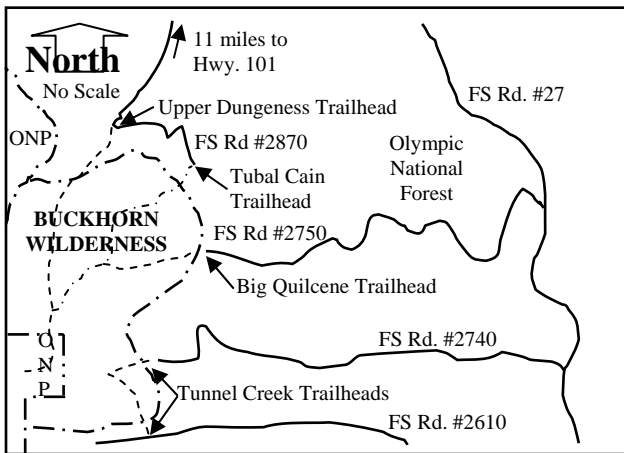 North
No Scale
11 miles to
Hwy. 101
Upper Dungeness Trailhead
FS Rd. #27
ONP
FS Rd #2870
Olympic
National
Forest
Tubal Cain
Trailhead
BUCKHORN
WILDERNESS
FS Rd #2750
Big Quilcene Trailhead
ONP
FS Rd. #2740
Tunnel Creek Trailheads
FS Rd. #2610